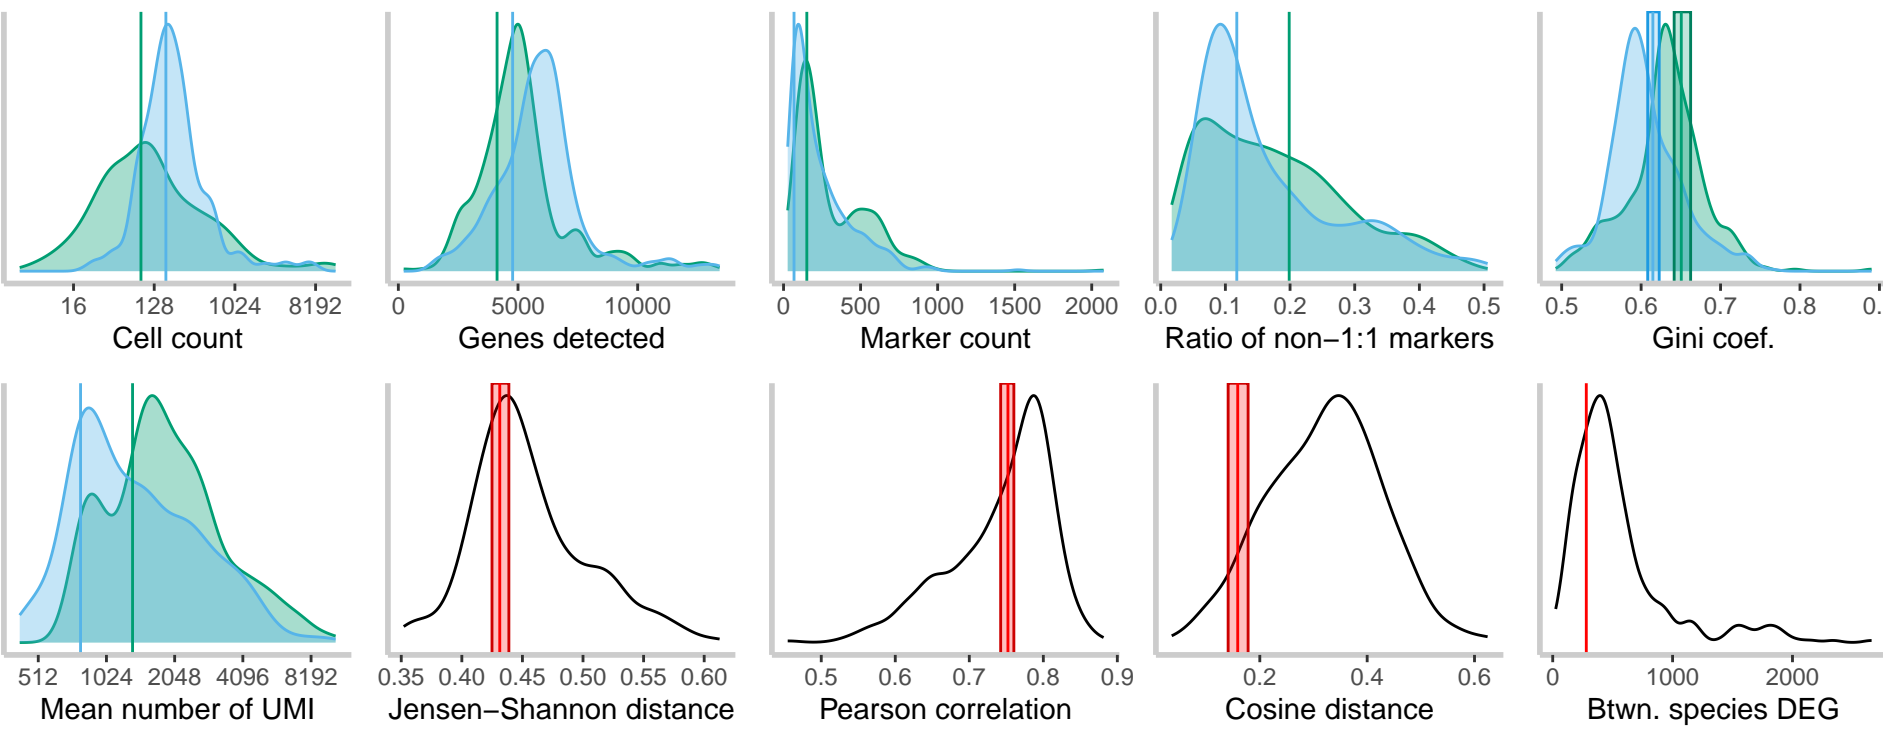 16 128 1024 8192
Cell count
0 5000 10000
Genes detected
0 500 1000 1500 2000
Marker count
0.0 0.1 0.2 0.3 0.4 0.5
Ratio of non−1:1 markers
0.5 0.6 0.7 0.8 0.
Gini coef.
512 1024 2048 4096 8192
Mean number of UMI
0.35 0.40 0.45 0.50 0.55 0.60
Jensen−Shannon distance
0.5 0.6 0.7 0.8 0.9
Pearson correlation
0.2 0.4 0.6
Cosine distance
0 1000 2000
Btwn. species DEG